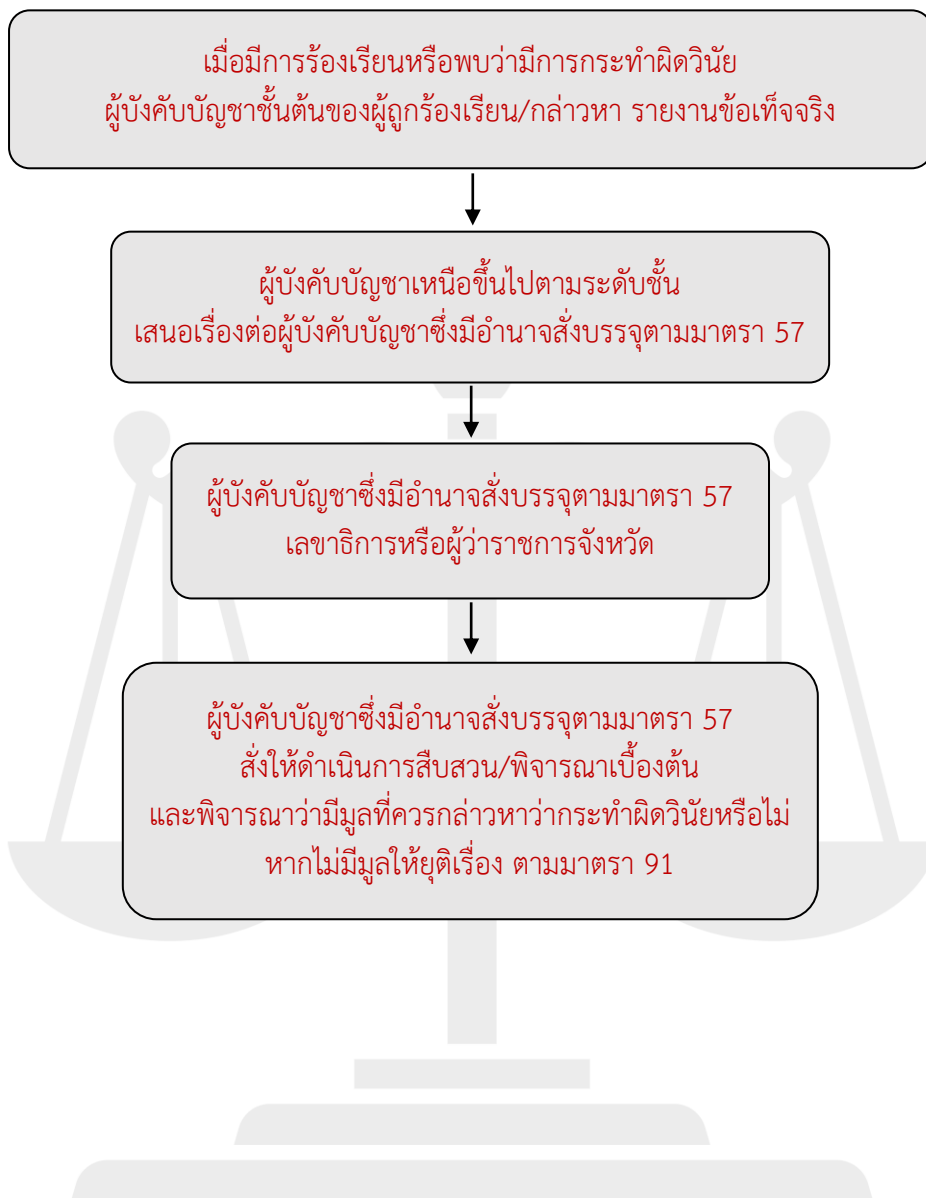 เมื่อมีการร้องเรียนหรือพบว่ามีการกระทำผิดวินัย
ผู้บังคับบัญชาชั้นต้นของผู้ถูกร้องเรียน/กล่าวหา รายงานข้อเท็จจริง
ผู้บังคับบัญชาเหนือขึ้นไปตามระดับชั้น
เสนอเรื่องต่อผู้บังคับบัญชาซึ่งมีอำนาจสั่งบรรจุตามมาตรา 57
ผู้บังคับบัญชาซึ่งมีอำนาจสั่งบรรจุตามมาตรา 57
เลขาธิการหรือผู้ว่าราชการจังหวัด
ผู้บังคับบัญชาซึ่งมีอำนาจสั่งบรรจุตามมาตรา 57
สั่งให้ดำเนินการสืบสวน/พิจารณาเบื้องต้น
และพิจารณาว่ามีมูลที่ควรกล่าวหาว่ากระทำผิดวินัยหรือไม่
หากไม่มีมูลให้ยุติเรื่อง ตามมาตรา 91